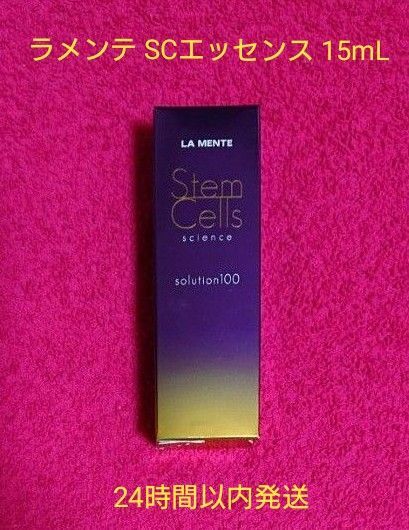 ラメンテ SCエッセンス 15mL
LA MENTE
Stem
Cells
science
solution100
24時間以内発送